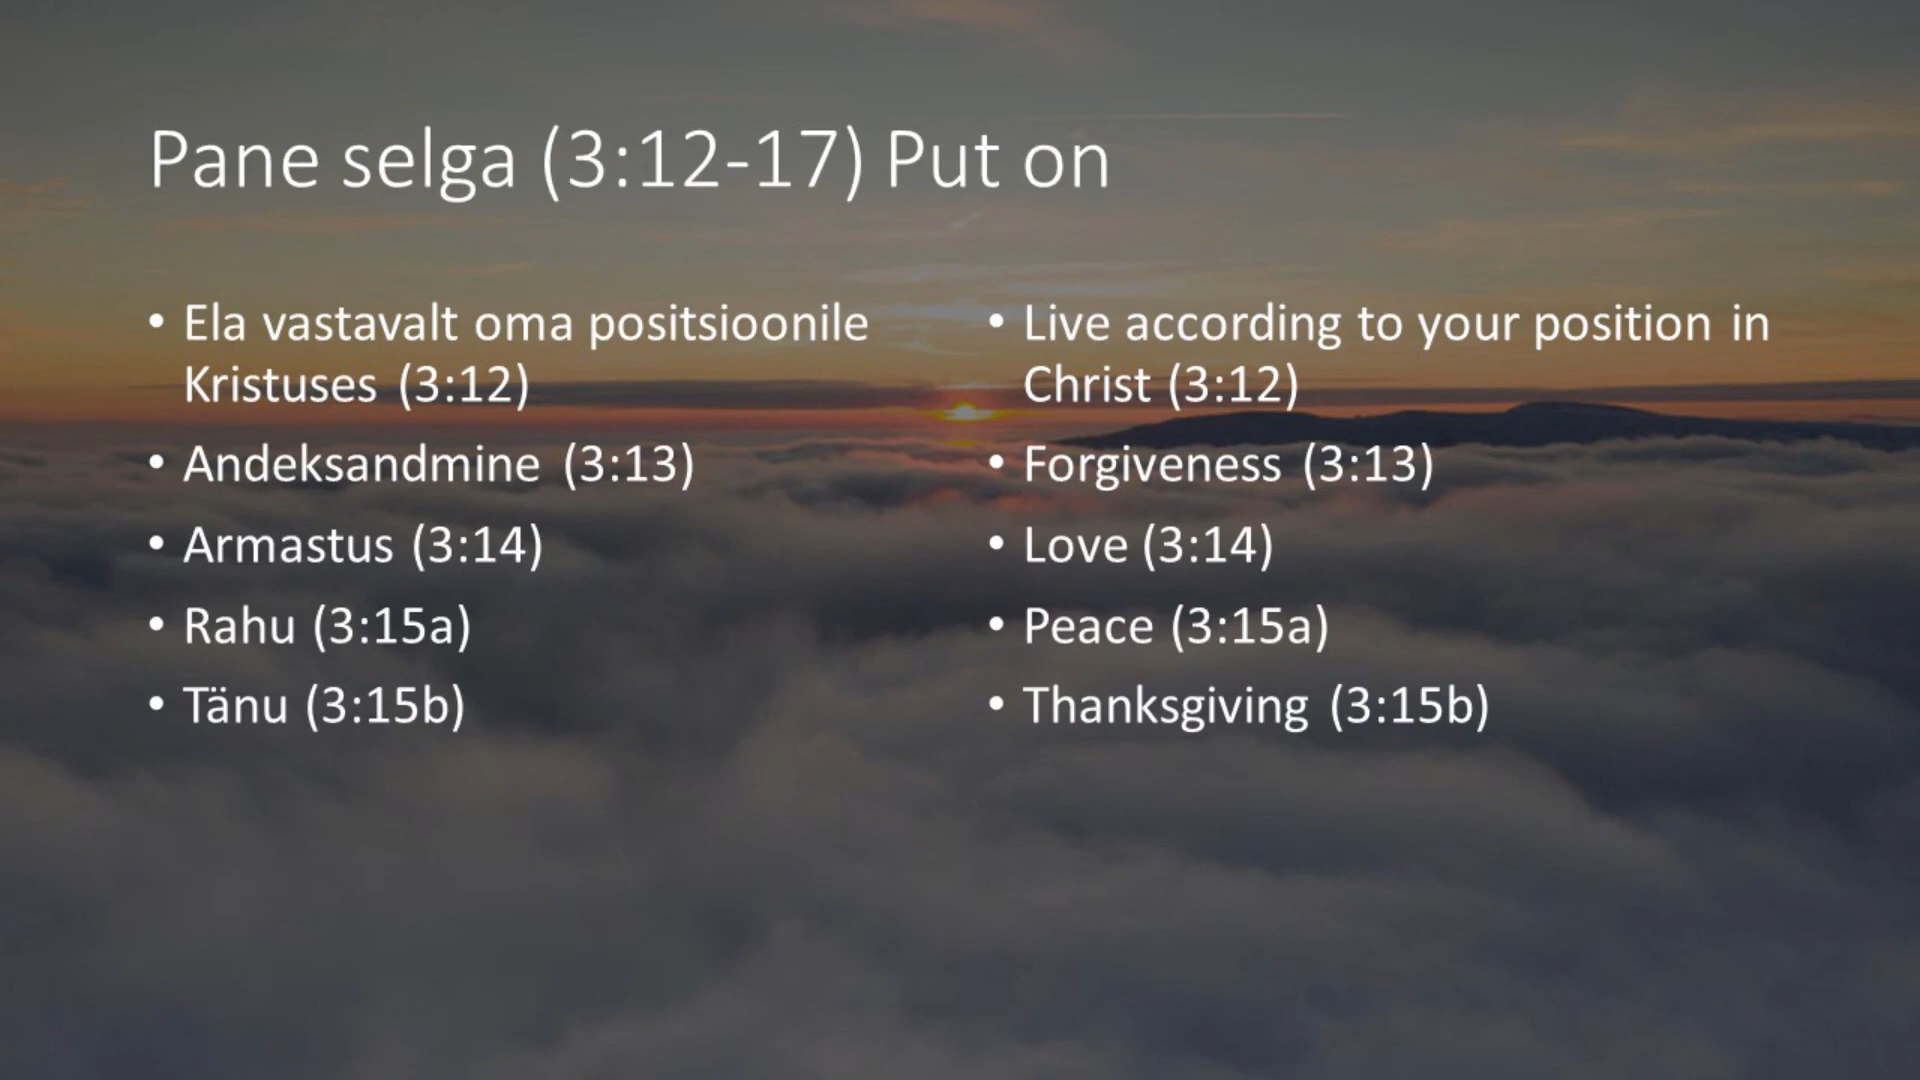 Pane selga (3:12-17) Put on
• Ela vastavalt oma positsioonile
Kristuses (3:12)
• Andeksandmine (3:13)
• Armastus (3:14)
• Rahu (3:15a)
• Tänu (3:15b)
• Live according to your position in
Christ (3:12)
• Forgiveness (3:13)
• Love (3:14)
• Peace (3:15a)
• Thanksgiving (3:15b)